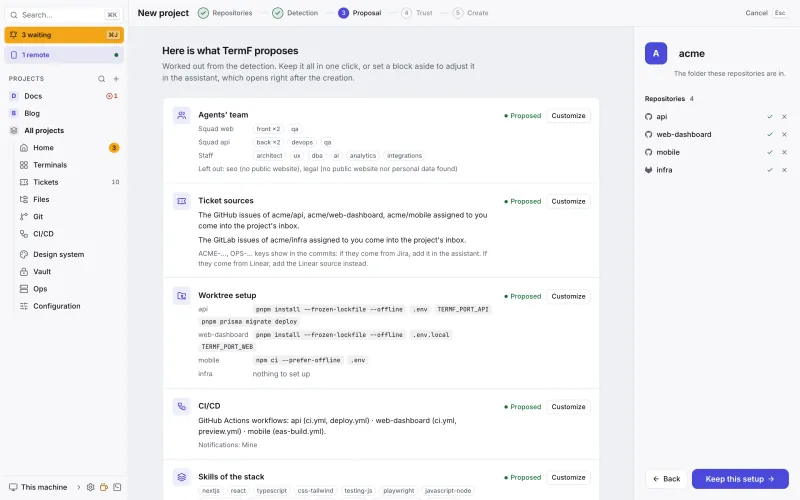 Search... ⌘K
3 waiting ⌘J
1 remote
PROJECTS
D Docs 1
B Blog
All projects
Home 3
Terminals
Tickets 10
Files
Git
CI/CD
Design system
Vault
Ops
Configuration
This machine
New project Repositories Detection 3 Proposal 4 Trust 5 Create Cancel Esc
Here is what TermF proposes
Worked out from the detection. Keep it all in one click, or set a block aside to adjust it
in the assistant, which opens right after the creation.
Agents' team Proposed Customize
Squad web front ×2 qa
Squad api back ×2 devops qa
Staff architect ux dba ai analytics integrations
Left out: seo (no public website), legal (no public website nor personal data found)
Ticket sources Proposed Customize
The GitHub issues of acme/api, acme/web-dashboard, acme/mobile assigned to you
come into the project's inbox.
The GitLab issues of acme/infra assigned to you come into the project's inbox.
ACME-…, OPS-… keys show in the commits: if they come from Jira, add it in the assistant. If
they come from Linear, add the Linear source instead.
Worktree setup Proposed Customize
api pnpm install --frozen-lockfile --offline .env TERMF_PORT_API
pnpm prisma migrate deploy
web-dashboard pnpm install --frozen-lockfile --offline .env.local
TERMF_PORT_WEB
mobile npm ci --prefer-offline .env
infra nothing to set up
CI/CD Proposed Customize
GitHub Actions workflows: api (ci.yml, deploy.yml) · web-dashboard (ci.yml,
preview.yml) · mobile (eas-build.yml).
Notifications: Mine
Skills of the stack Proposed Customize
nextjs react typescript css-tailwind testing-js playwright javascript-node
A acme
The folder these repositories are in.
Repositories 4
api
web-dashboard
mobile
infra
← Back Keep this setup →